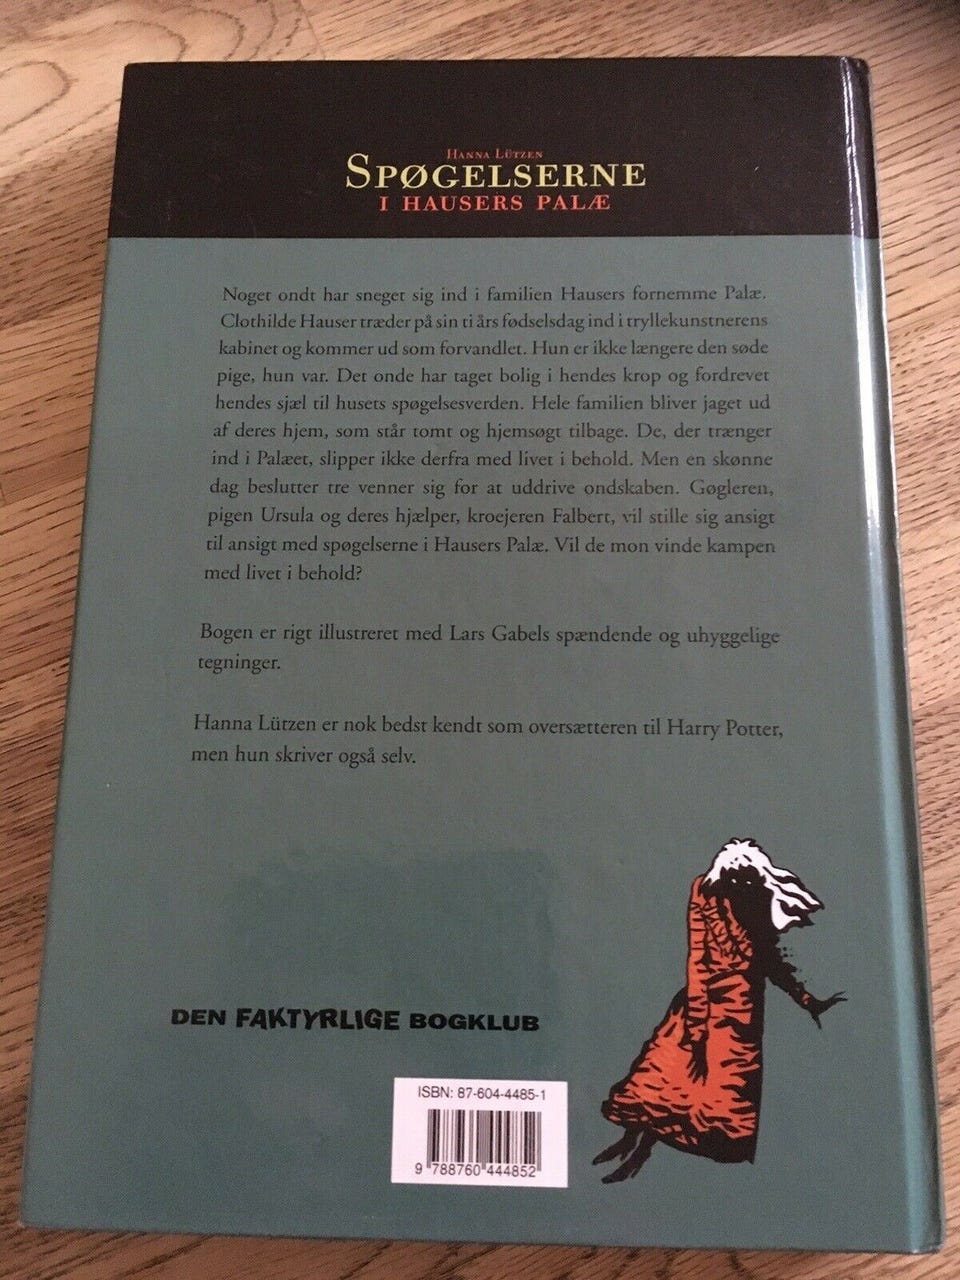 Hanna Lützen
Spøgelserne
i Hausers Palæ
Noget ondt har sneget sig ind i familien Hausers fornemme Palæ.
Clothilde Hauser træder på sin ti års fødselsdag ind i tryllekunstnerens
kabinet og kommer ud som forvandlet. Hun er ikke længere den søde
pige, hun var. Det onde har taget bolig i hendes krop og fordrevet
hendes sjæl til husets spøgelsesverden. Hele familien bliver jaget ud
af deres hjem, som står tomt og hjemsøgt tilbage. De, der trænger
ind i Palæet, slipper ikke derfra med livet i behold. Men en skønne
dag beslutter tre venner sig for at uddrive ondskaben. Gøgleren,
pigen Ursula og deres hjælper, kroejeren Falbert, vil stille sig ansigt
til ansigt med spøgelserne i Hausers Palæ. Vil de mon vinde kampen
med livet i behold?
Bogen er rigt illustreret med Lars Gabels spændende og uhyggelige
tegninger.
Hanna Lützen er nok bedst kendt som oversætteren til Harry Potter,
men hun skriver også selv.
DEN FAKTYRLIGE BOGKLUB
ISBN: 87-604-4485-1
9 788760 444852